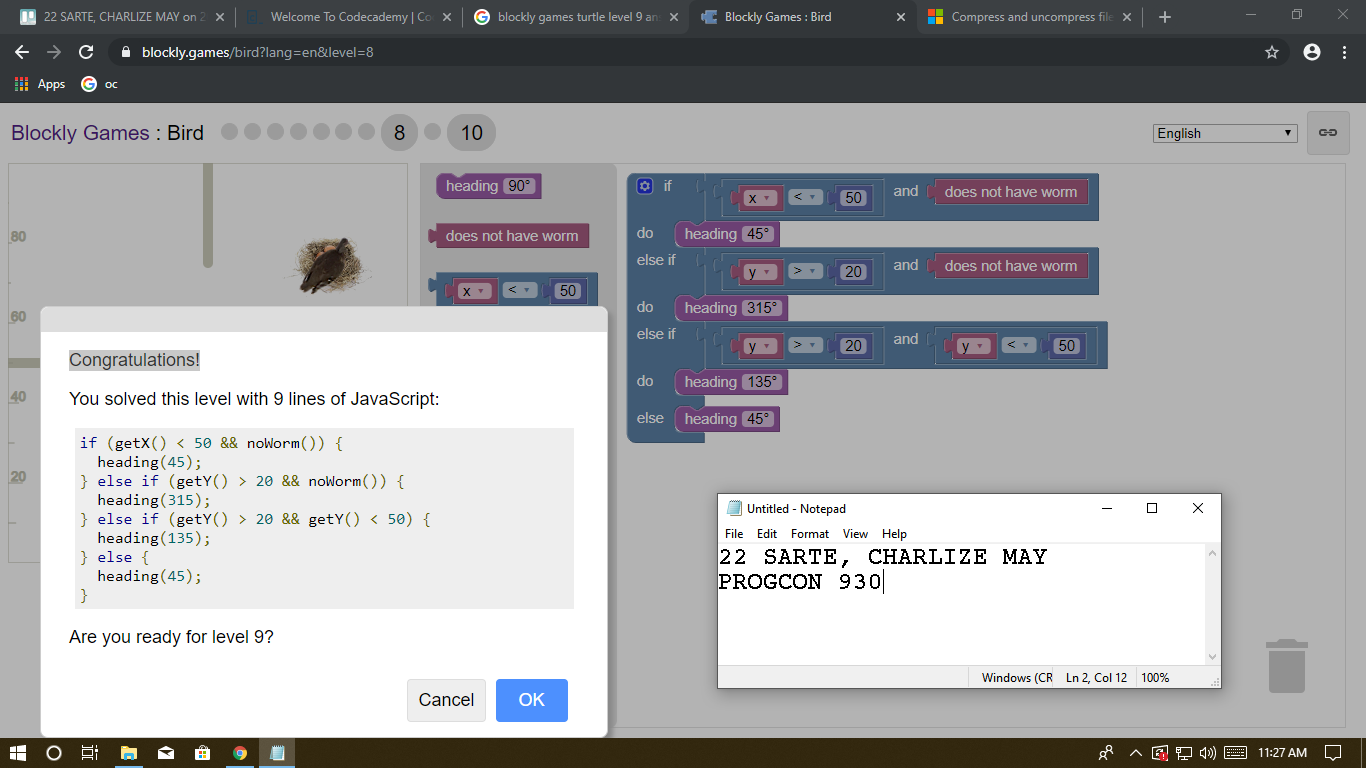 22 SARTE, CHARLIZE MAY on 2
Welcome To Codecademy | Co
blockly games turtle level 9 an
Blockly Games : Bird
Compress and uncompress file
blockly.games/bird?lang=en&level=8
Apps
oc
Blockly Games : Bird
8
10
English
80
60
40
20
heading 90°
does not have worm
x < 50
if x < 50 and does not have worm
do heading 45°
else if y > 20 and does not have worm
do heading 315°
else if y > 20 and y < 50
do heading 135°
else heading 45°
Congratulations!
You solved this level with 9 lines of JavaScript:
if (getX() < 50 && noWorm()) {
heading(45);
} else if (getY() > 20 && noWorm()) {
heading(315);
} else if (getY() > 20 && getY() < 50) {
heading(135);
} else {
heading(45);
}
Are you ready for level 9?
Cancel
OK
Untitled - Notepad
File Edit Format View Help
22 SARTE, CHARLIZE MAY
PROGCON 930
Windows (CR
Ln 2, Col 12
100%
11:27 AM